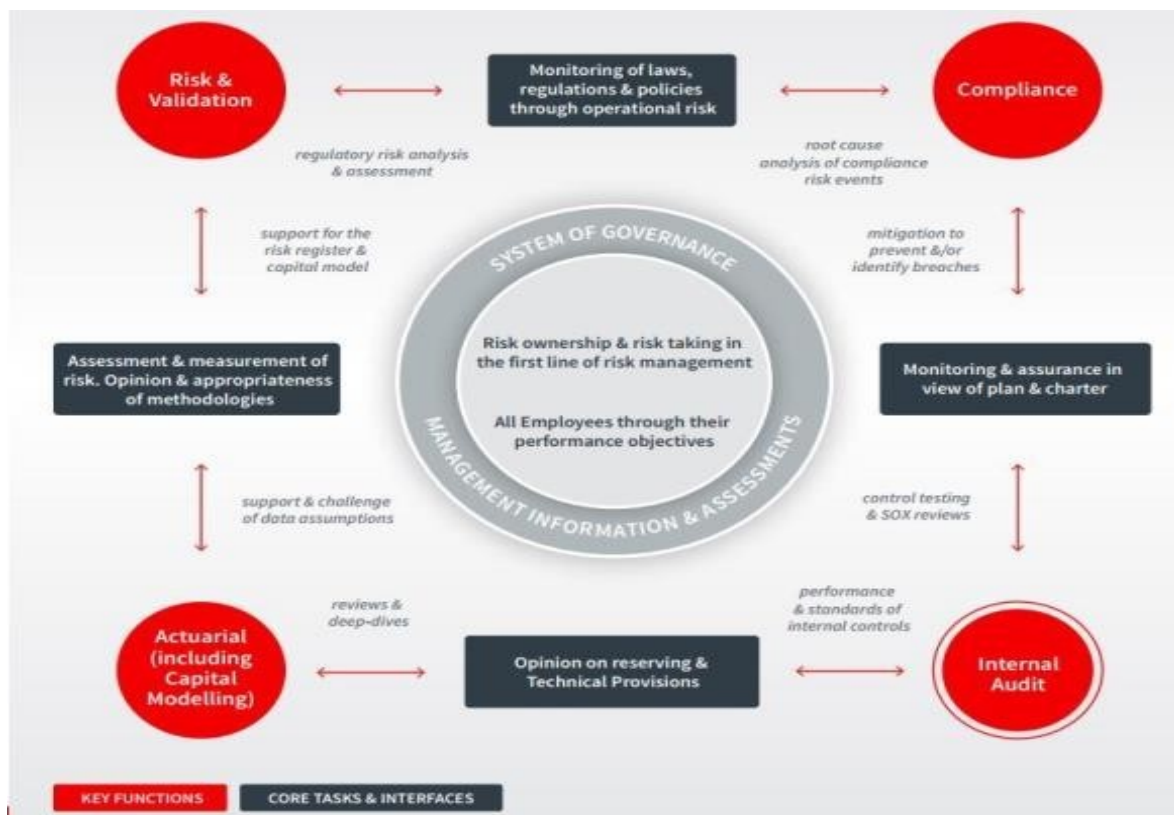 Risk &
Validation
Monitoring of laws,
regulations & policies
through operational risk
Compliance
regulatory risk analysis
& assessment
root cause
analysis of compliance
risk events
support for the
risk register &
capital model
SYSTEM OF GOVERNANCE
mitigation to
prevent &/or
identify breaches
Risk ownership & risk taking in
the first line of risk management
Assessment & measurement of
risk. Opinion & appropriateness
of methodologies
Monitoring & assurance in
view of plan & charter
All Employees through their
performance objectives
MANAGEMENT INFORMATION & ASSESSMENTS
support & challenge
of data assumptions
control testing
& SOX reviews
reviews &
deep-dives
performance
& standards of
internal controls
Actuarial
(including
Capital
Modelling)
Opinion on reserving &
Technical Provisions
Internal
Audit
KEY FUNCTIONS
CORE TASKS & INTERFACES